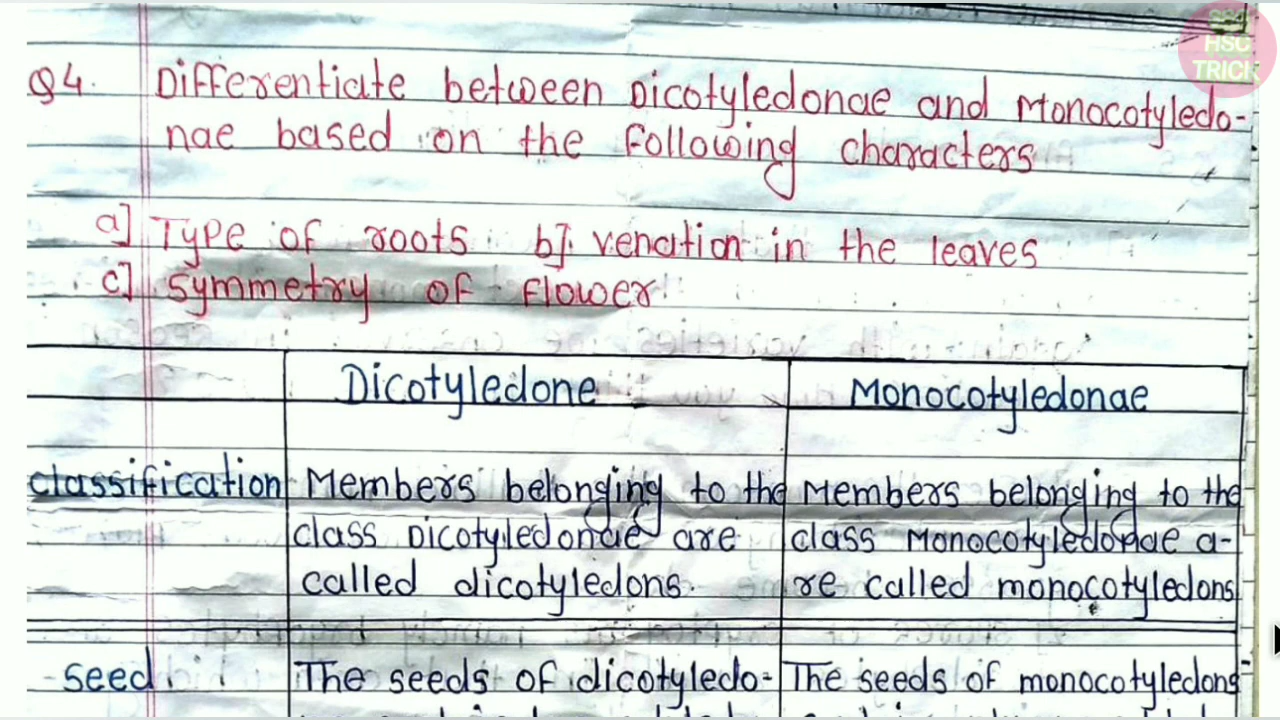 HSC
TRICK
Q4. Differentiate between Dicotyledonae and Monocotyledo-
nae based on the following characters
a] Type of roots b] venation in the leaves
c] symmetry of flower.
Dicotyledone Monocotyledonae
classification Members belonging to the Members belonging to the
class Dicotyledonae are class Monocotyledonae a-
called dicotyledons. re called monocotyledons
seed The seeds of dicotyledo- The seeds of monocotyledons